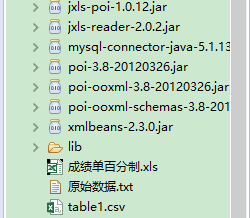 jxls-poi-1.0.12.jar
jxls-reader-2.0.2.jar
mysql-connector-java-5.1.13
poi-3.8-20120326.jar
poi-ooxml-3.8-20120326.jar
poi-ooxml-schemas-3.8-201
xmlbeans-2.3.0.jar
lib
成绩单百分制.xls
原始数据.txt
table1.csv